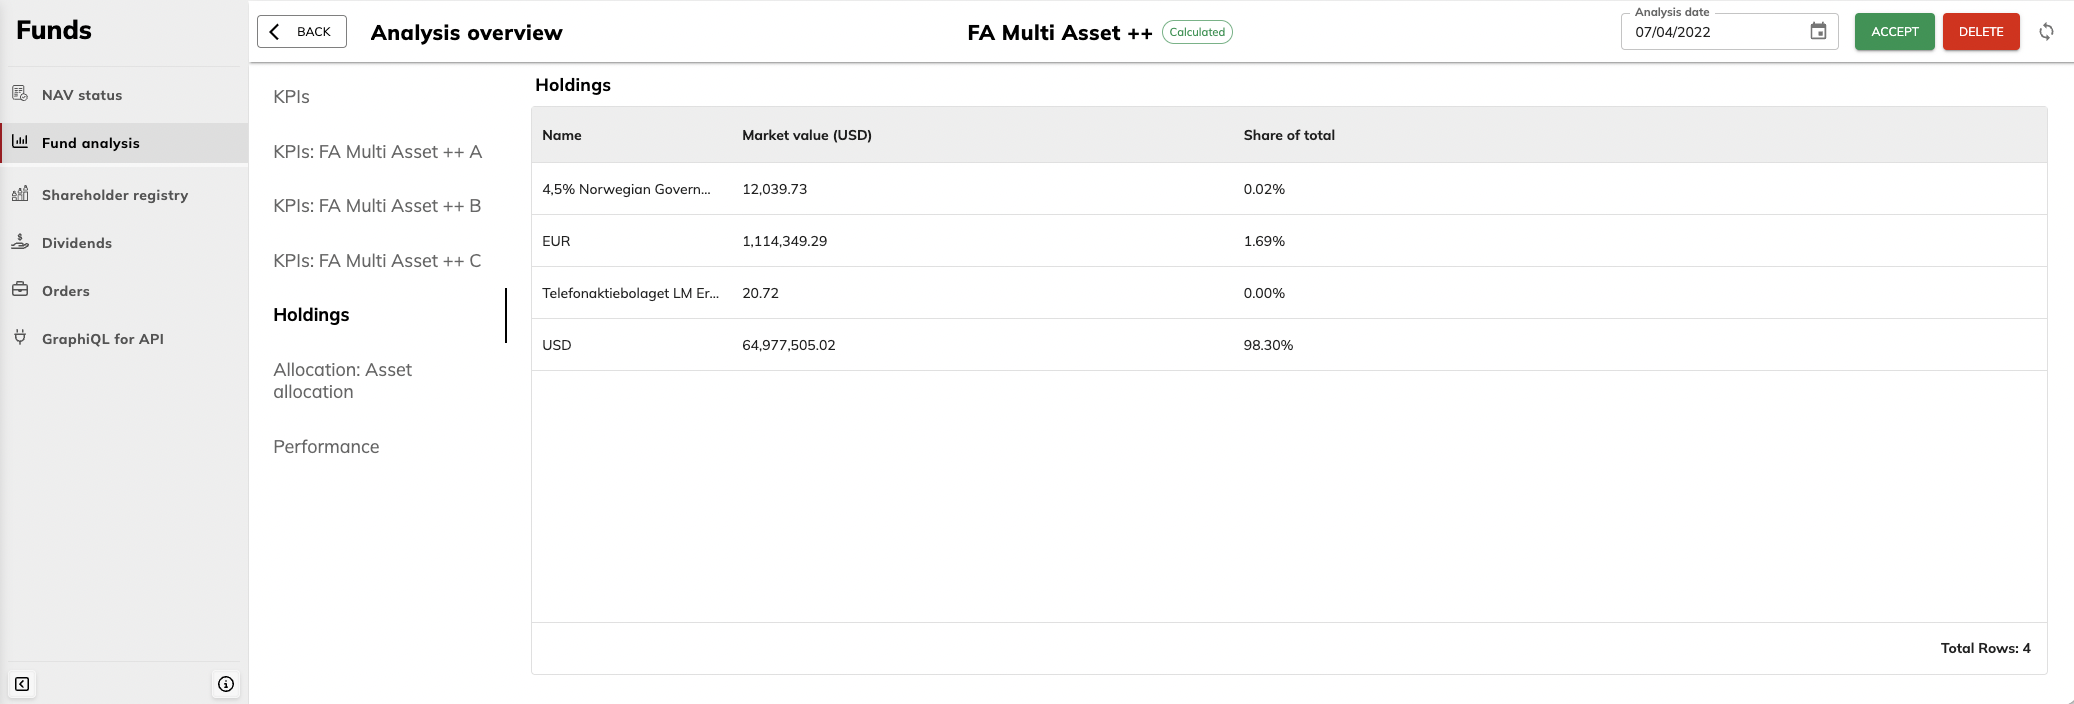 Funds
NAV status
Fund analysis
Shareholder registry
Dividends
Orders
GraphiQL for API
BACK
Analysis overview
FA Multi Asset ++
Calculated
Analysis date
07/04/2022
ACCEPT
DELETE
KPIs
KPIs: FA Multi Asset ++ A
KPIs: FA Multi Asset ++ B
KPIs: FA Multi Asset ++ C
Holdings
Allocation: Asset
allocation
Performance
Holdings
Name Market value (USD) Share of total
4,5% Norwegian Govern... 12,039.73 0.02%
EUR 1,114,349.29 1.69%
Telefonaktiebolaget LM Er... 20.72 0.00%
USD 64,977,505.02 98.30%
Total Rows: 4